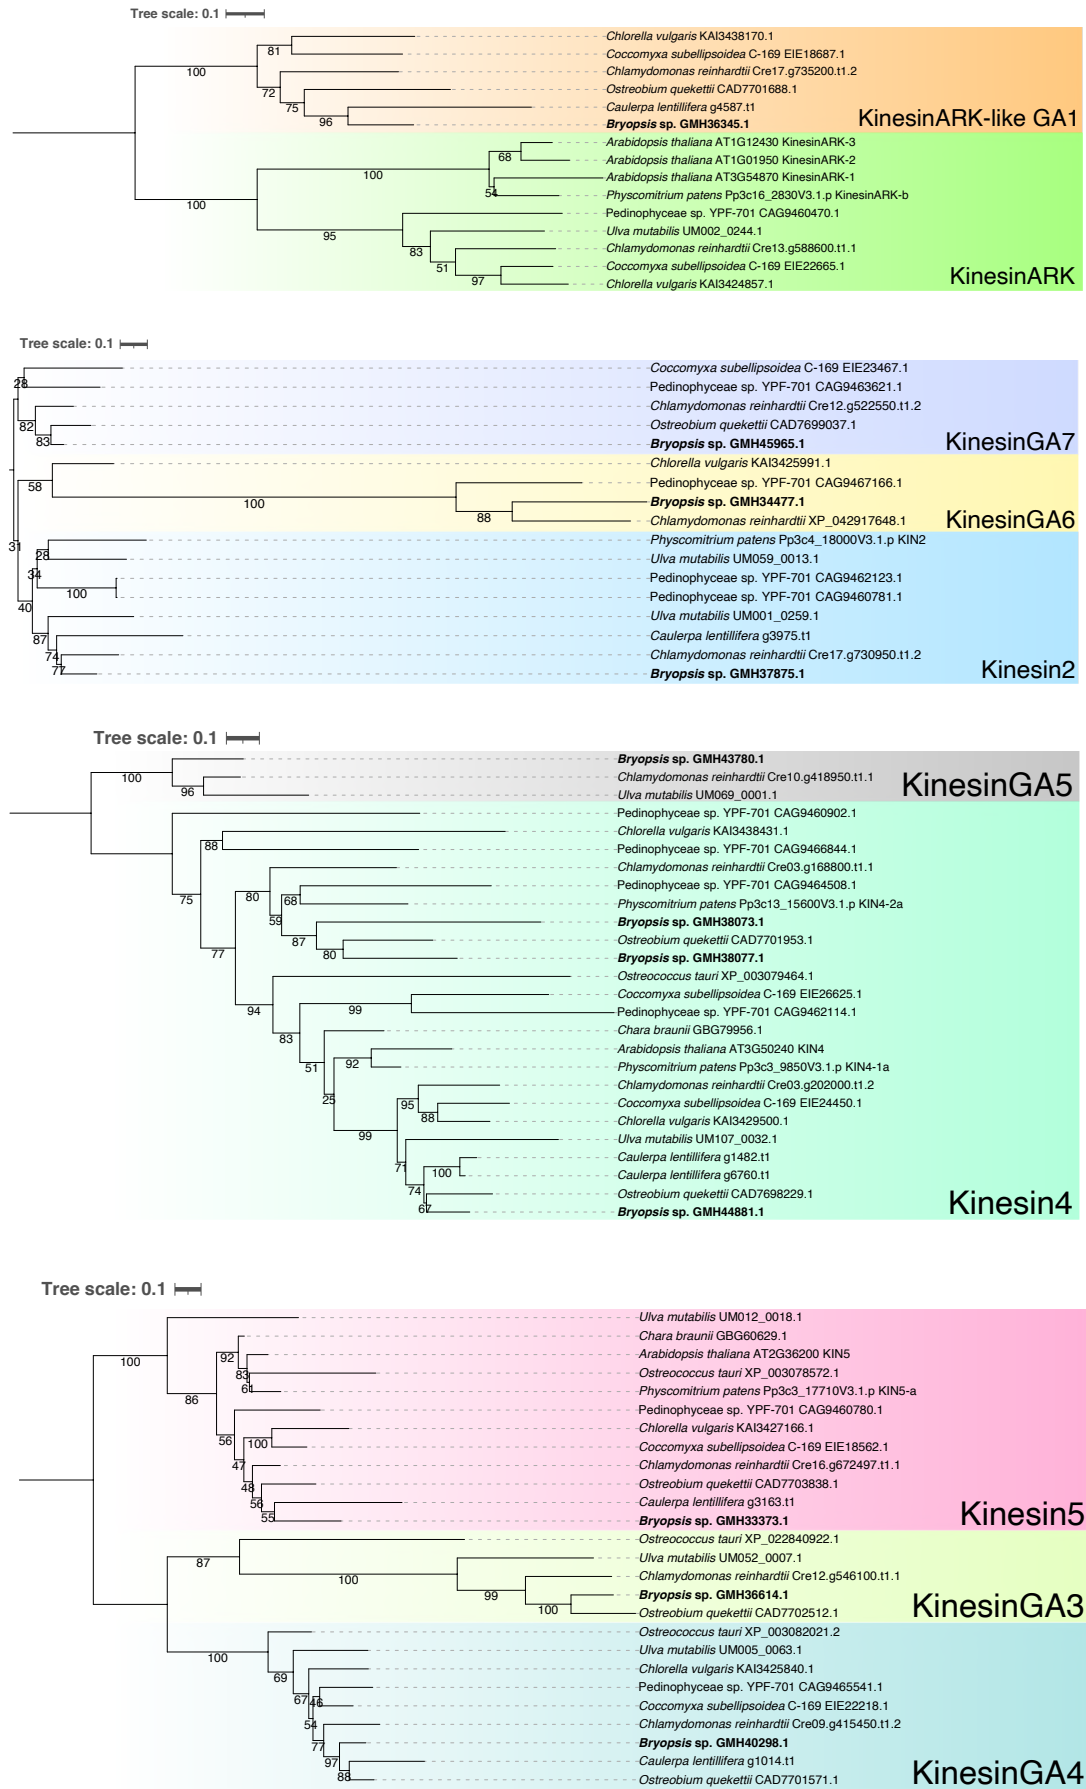 Tree scale: 0.1
Chlorella vulgaris KAI3438170.1
81
Coccomyxa subellipsoidea C-169 EIE18687.1
100
Chlamydomonas reinhardtii Cre17.g735200.t1.2
72
Ostreobium quekettii CAD7701688.1
75
Caulerpa lentillifera g4587.t1
96
Bryopsis sp. GMH36345.1
KinesinARK-like GA1
Arabidopsis thaliana AT1G12430 KinesinARK-3
68
Arabidopsis thaliana AT1G01950 KinesinARK-2
100
Arabidopsis thaliana AT3G54870 KinesinARK-1
54
Physcomitrium patens Pp3c16_2830V3.1.p KinesinARK-b
100
Pedinophyceae sp. YPF-701 CAG9460470.1
95
Ulva mutabilis UM002_0244.1
83
Chlamydomonas reinhardtii Cre13.g588600.t1.1
51
Coccomyxa subellipsoidea C-169 EIE22665.1
97
Chlorella vulgaris KAI3424857.1
KinesinARK
Tree scale: 0.1
Coccomyxa subellipsoidea C-169 EIE23467.1
28
Pedinophyceae sp. YPF-701 CAG9463621.1
Chlamydomonas reinhardtii Cre12.g522550.t1.2
82
Ostreobium quekettii CAD7699037.1
83
Bryopsis sp. GMH45965.1
KinesinGA7
Chlorella vulgaris KAI3425991.1
58
Pedinophyceae sp. YPF-701 CAG9467166.1
100
Bryopsis sp. GMH34477.1
88
Chlamydomonas reinhardtii XP_042917648.1
KinesinGA6
31
Physcomitrium patens Pp3c4_18000V3.1.p KIN2
28
Ulva mutabilis UM059_0013.1
34
Pedinophyceae sp. YPF-701 CAG9462123.1
100
Pedinophyceae sp. YPF-701 CAG9460781.1
40
Ulva mutabilis UM001_0259.1
87
Caulerpa lentillifera g3975.t1
74
Chlamydomonas reinhardtii Cre17.g730950.t1.2
77
Bryopsis sp. GMH37875.1
Kinesin2
Tree scale: 0.1
Bryopsis sp. GMH43780.1
100
Chlamydomonas reinhardtii Cre10.g418950.t1.1
96
Ulva mutabilis UM069_0001.1
KinesinGA5
Pedinophyceae sp. YPF-701 CAG9460902.1
Chlorella vulgaris KAI3438431.1
88
Pedinophyceae sp. YPF-701 CAG9466844.1
75
Chlamydomonas reinhardtii Cre03.g168800.t1.1
80
Pedinophyceae sp. YPF-701 CAG9464508.1
68
Physcomitrium patens Pp3c13_15600V3.1.p KIN4-2a
59
Bryopsis sp. GMH38073.1
87
Ostreobium quekettii CAD7701953.1
77
80
Bryopsis sp. GMH38077.1
Ostreococcus tauri XP_003079464.1
94
Coccomyxa subellipsoidea C-169 EIE26625.1
99
Pedinophyceae sp. YPF-701 CAG9462114.1
83
Chara braunii GBG79956.1
51
Arabidopsis thaliana AT3G50240 KIN4
92
Physcomitrium patens Pp3c3_9850V3.1.p KIN4-1a
25
Chlamydomonas reinhardtii Cre03.g202000.t1.2
95
Coccomyxa subellipsoidea C-169 EIE24450.1
88
Chlorella vulgaris KAI3429500.1
99
Ulva mutabilis UM107_0032.1
71
Caulerpa lentillifera g1482.t1
100
Caulerpa lentillifera g6760.t1
74
Ostreobium quekettii CAD7698229.1
67
Bryopsis sp. GMH44881.1
Kinesin4
Tree scale: 0.1
Ulva mutabilis UM012_0018.1
Chara braunii GBG60629.1
100
92
Arabidopsis thaliana AT2G36200 KIN5
83
Ostreococcus tauri XP_003078572.1
61
Physcomitrium patens Pp3c3_17710V3.1.p KIN5-a
86
Pedinophyceae sp. YPF-701 CAG9460780.1
56
Chlorella vulgaris KAI3427166.1
100
Coccomyxa subellipsoidea C-169 EIE18562.1
47
Chlamydomonas reinhardtii Cre16.g672497.t1.1
48
Ostreobium quekettii CAD7703838.1
56
Caulerpa lentillifera g3163.t1
55
Bryopsis sp. GMH33373.1
Kinesin5
Ostreococcus tauri XP_022840922.1
87
Ulva mutabilis UM052_0007.1
100
Chlamydomonas reinhardtii Cre12.g546100.t1.1
99
Bryopsis sp. GMH36614.1
100
Ostreobium quekettii CAD7702512.1
KinesinGA3
Ostreococcus tauri XP_003082021.2
100
Ulva mutabilis UM005_0063.1
69
Chlorella vulgaris KAI3425840.1
67
Pedinophyceae sp. YPF-701 CAG9465541.1
46
Coccomyxa subellipsoidea C-169 EIE22218.1
54
Chlamydomonas reinhardtii Cre09.g415450.t1.2
77
Bryopsis sp. GMH40298.1
97
Caulerpa lentillifera g1014.t1
88
Ostreobium quekettii CAD7701571.1
KinesinGA4